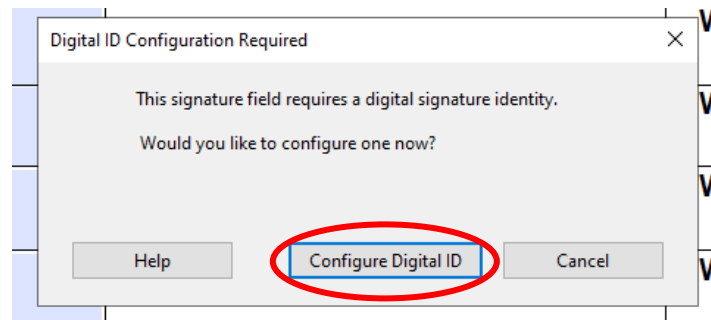 Digital ID Configuration Required
This signature field requires a digital signature identity.
Would you like to configure one now?
Help
Configure Digital ID
Cancel